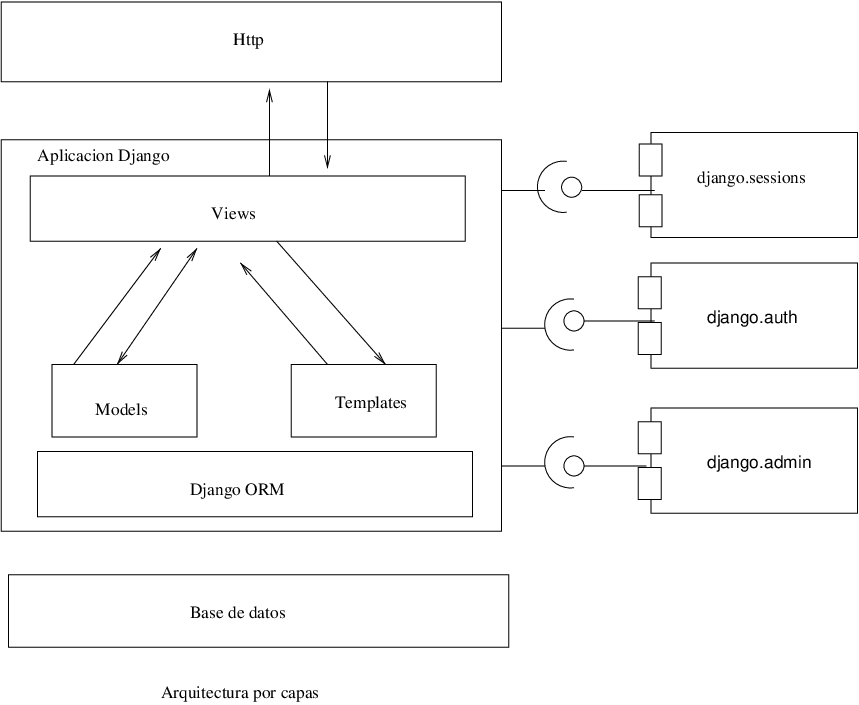 Http
Aplicacion Django
Views
Models
Templates
Django ORM
django.sessions
django.auth
django.admin
Base de datos
Arquitectura por capas